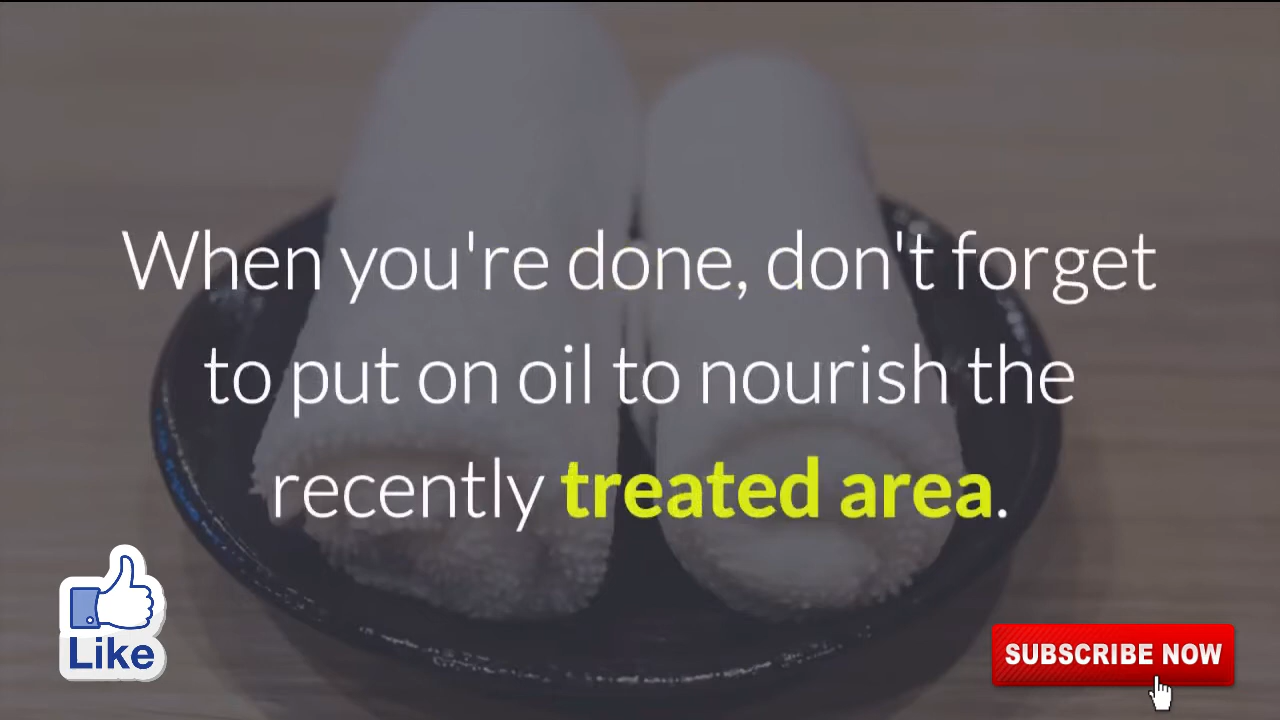 When you're done, don't forget
to put on oil to nourish the
recently treated area.
Like
SUBSCRIBE NOW